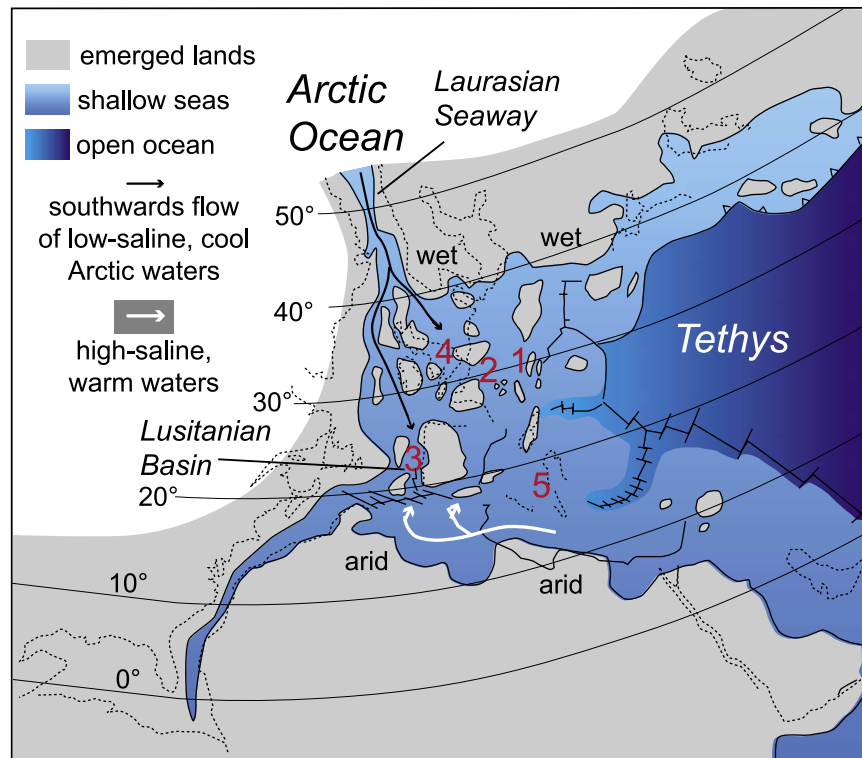 emerged lands
shallow seas
open ocean
southwards flow
of low-saline, cool
Arctic waters
high-saline,
warm waters
Arctic
Ocean
Laurasian
Seaway
50°
wet
wet
40°
4
1
2
Tethys
30°
Lusitanian
Basin
3
20°
5
arid
arid
10°
0°